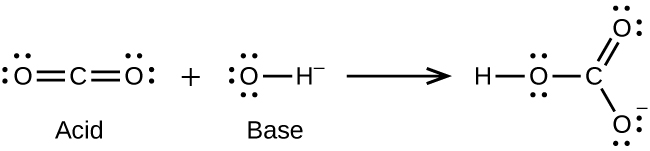 O=C=O + O—H⁻ → H—O—C
O
O⁻
Acid Base